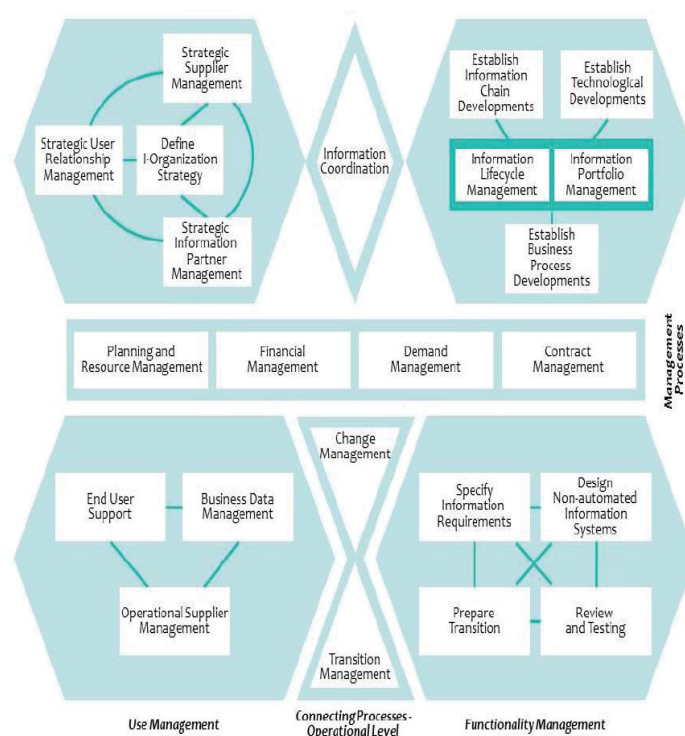 Strategic
Supplier
Management
Strategic User
Relationship
Management
Define
I-Organization
Strategy
Strategic
Information
Partner
Management
Information
Coordination
Establish
Information
Chain
Developments
Establish
Technological
Developments
Information
Lifecycle
Management
Information
Portfolio
Management
Establish
Business
Process
Developments
Planning and
Resource Management
Financial
Management
Demand
Management
Contract
Management
Management
Processes
Change
Management
End User
Support
Business Data
Management
Operational Supplier
Management
Specify
Information
Requirements
Design
Non-automated
Information
Systems
Prepare
Transition
Review
and Testing
Transition
Management
Use Management
Connecting Processes -
Operational Level
Functionality Management